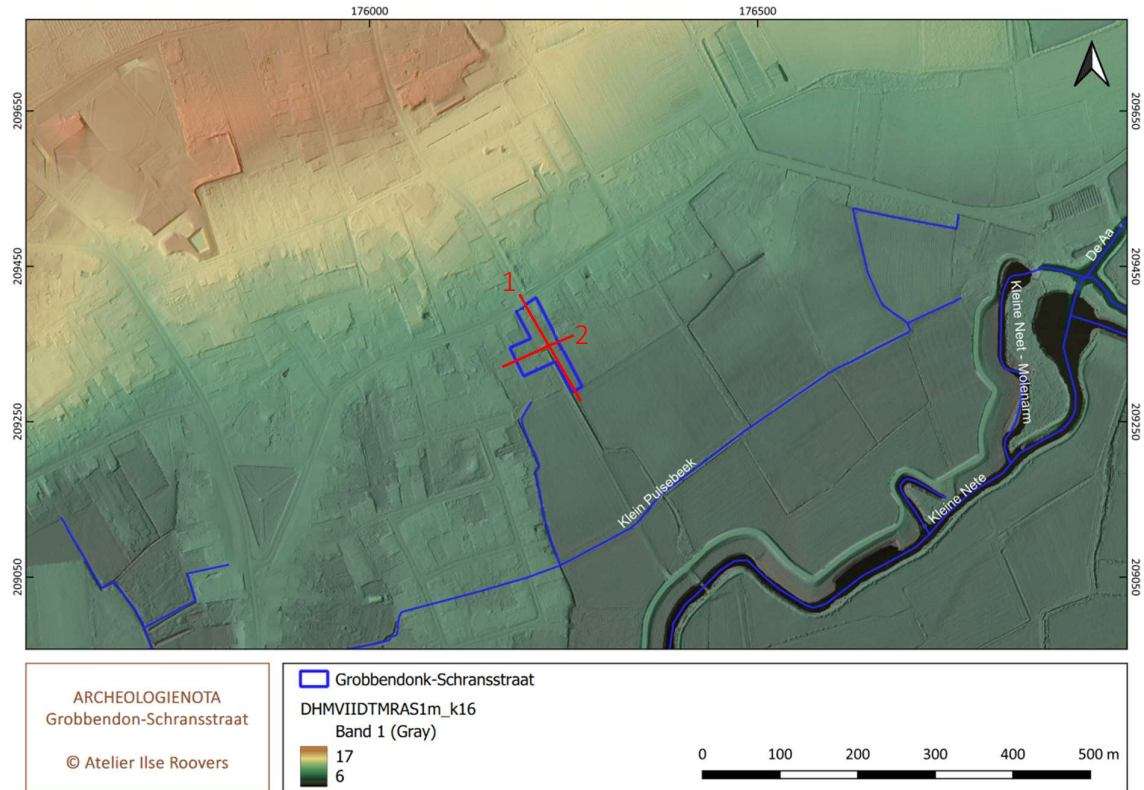 176000
176500
209650
209650
209450
209450
209250
209250
209050
209050
1
2
De Aa
Kleine Neet - Molenarm
Kleine Nete
Klein Pulsebeek
ARCHEOLOGIENOTA
Grobbendon-Schransstraat
© Atelier Ilse Roovers
Grobbendonk-Schransstraat
DHMVIIDTMRAS1m_k16
Band 1 (Gray)
17
6
0 100 200 300 400 500 m